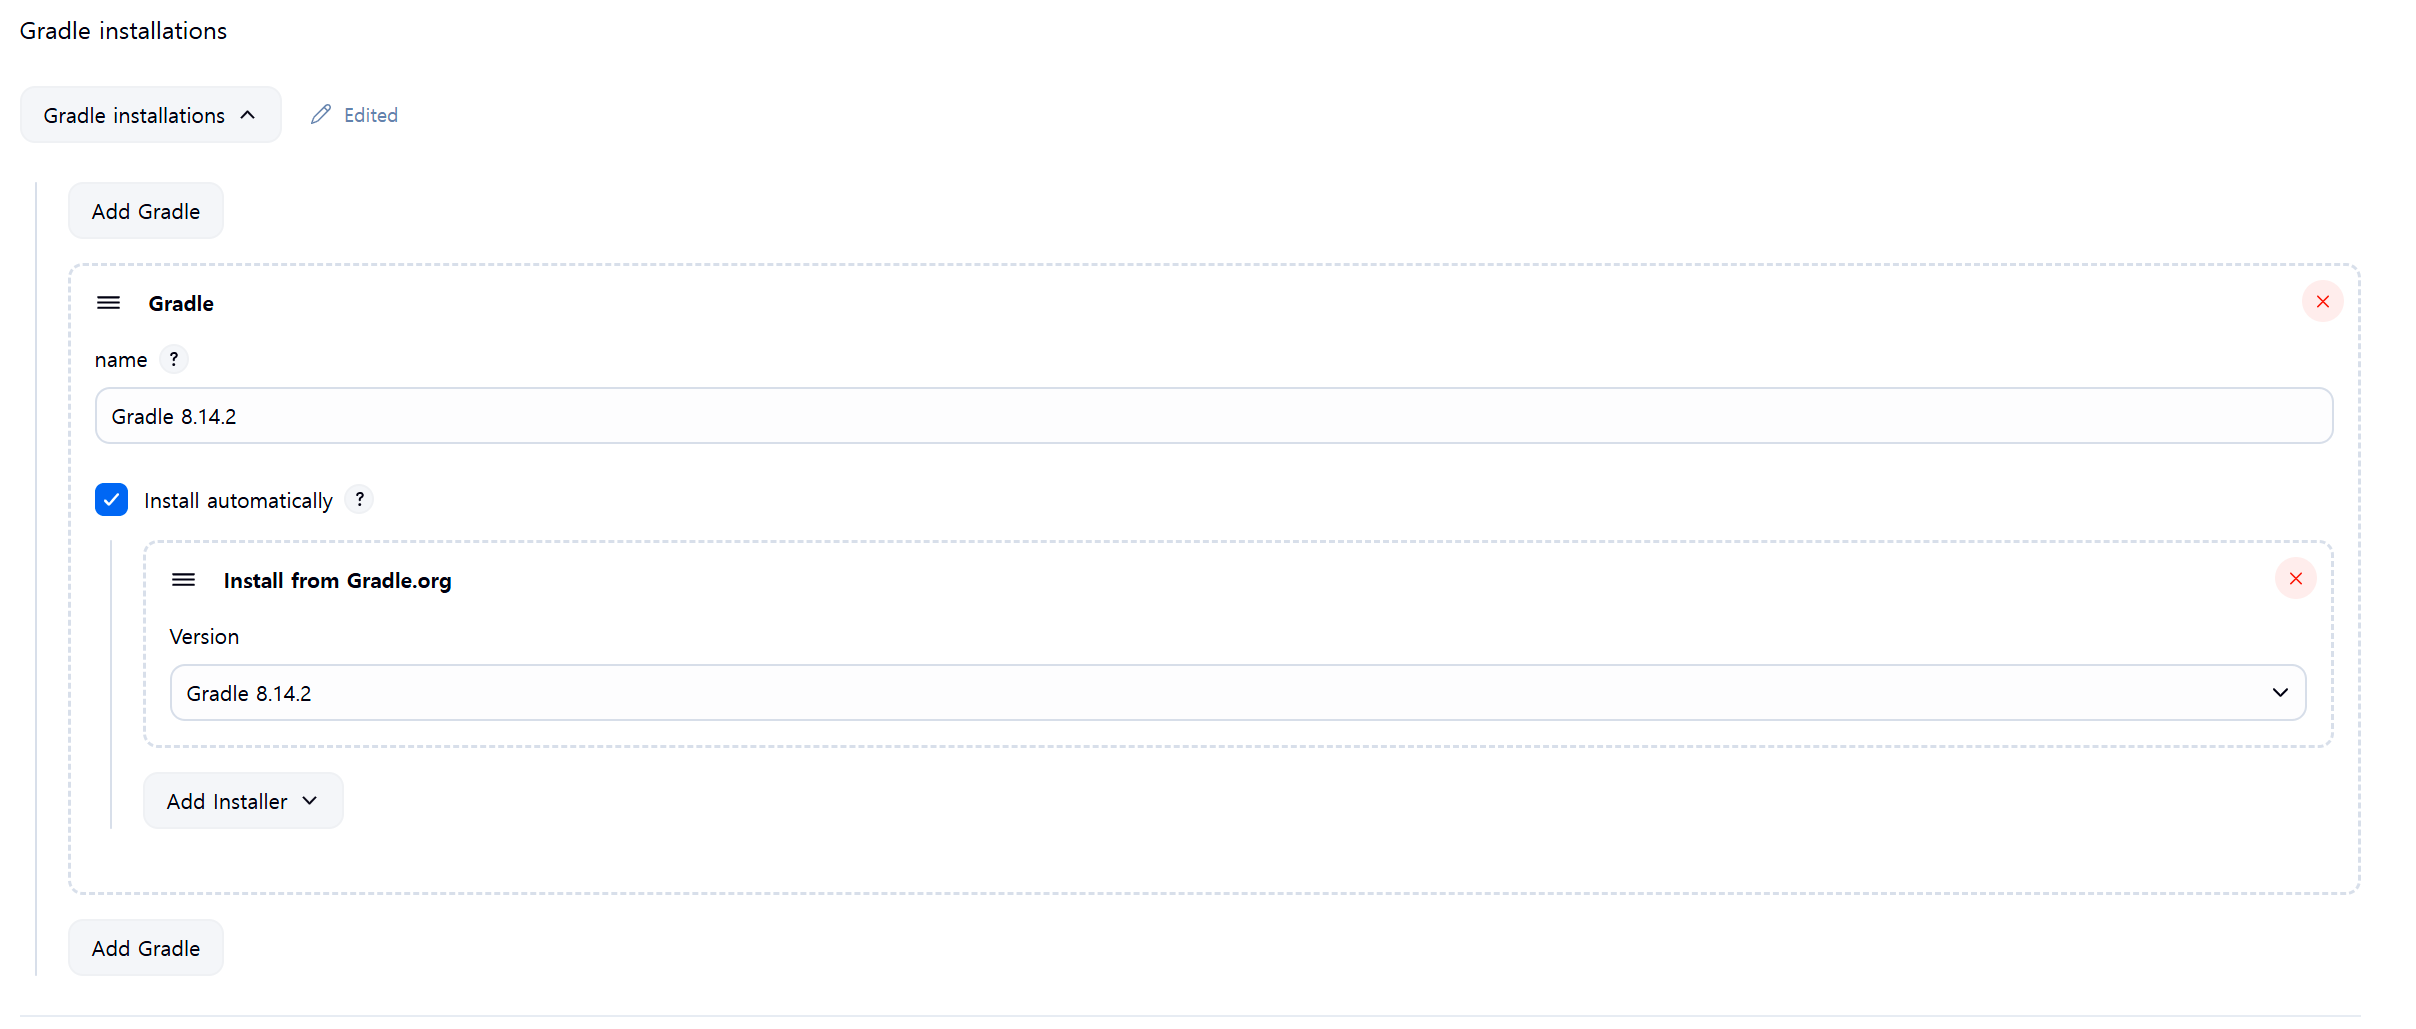 Gradle installations
Gradle installations
Edited
Add Gradle
Gradle
name ?
Gradle 8.14.2
Install automatically ?
Install from Gradle.org
Version
Gradle 8.14.2
Add Installer
Add Gradle